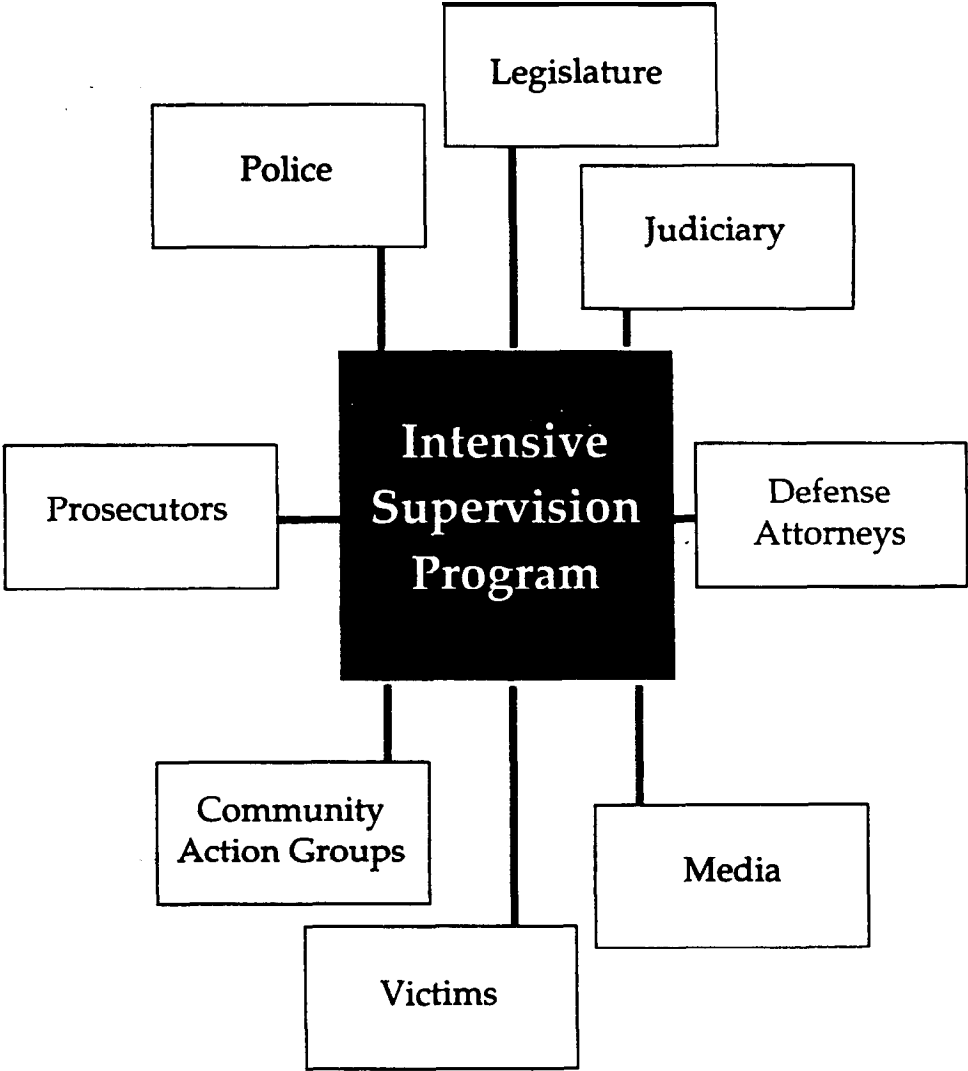 Legislature
Police
Judiciary
Intensive
Supervision
Program
Prosecutors
Defense
Attorneys
Community
Action Groups
Media
Victims